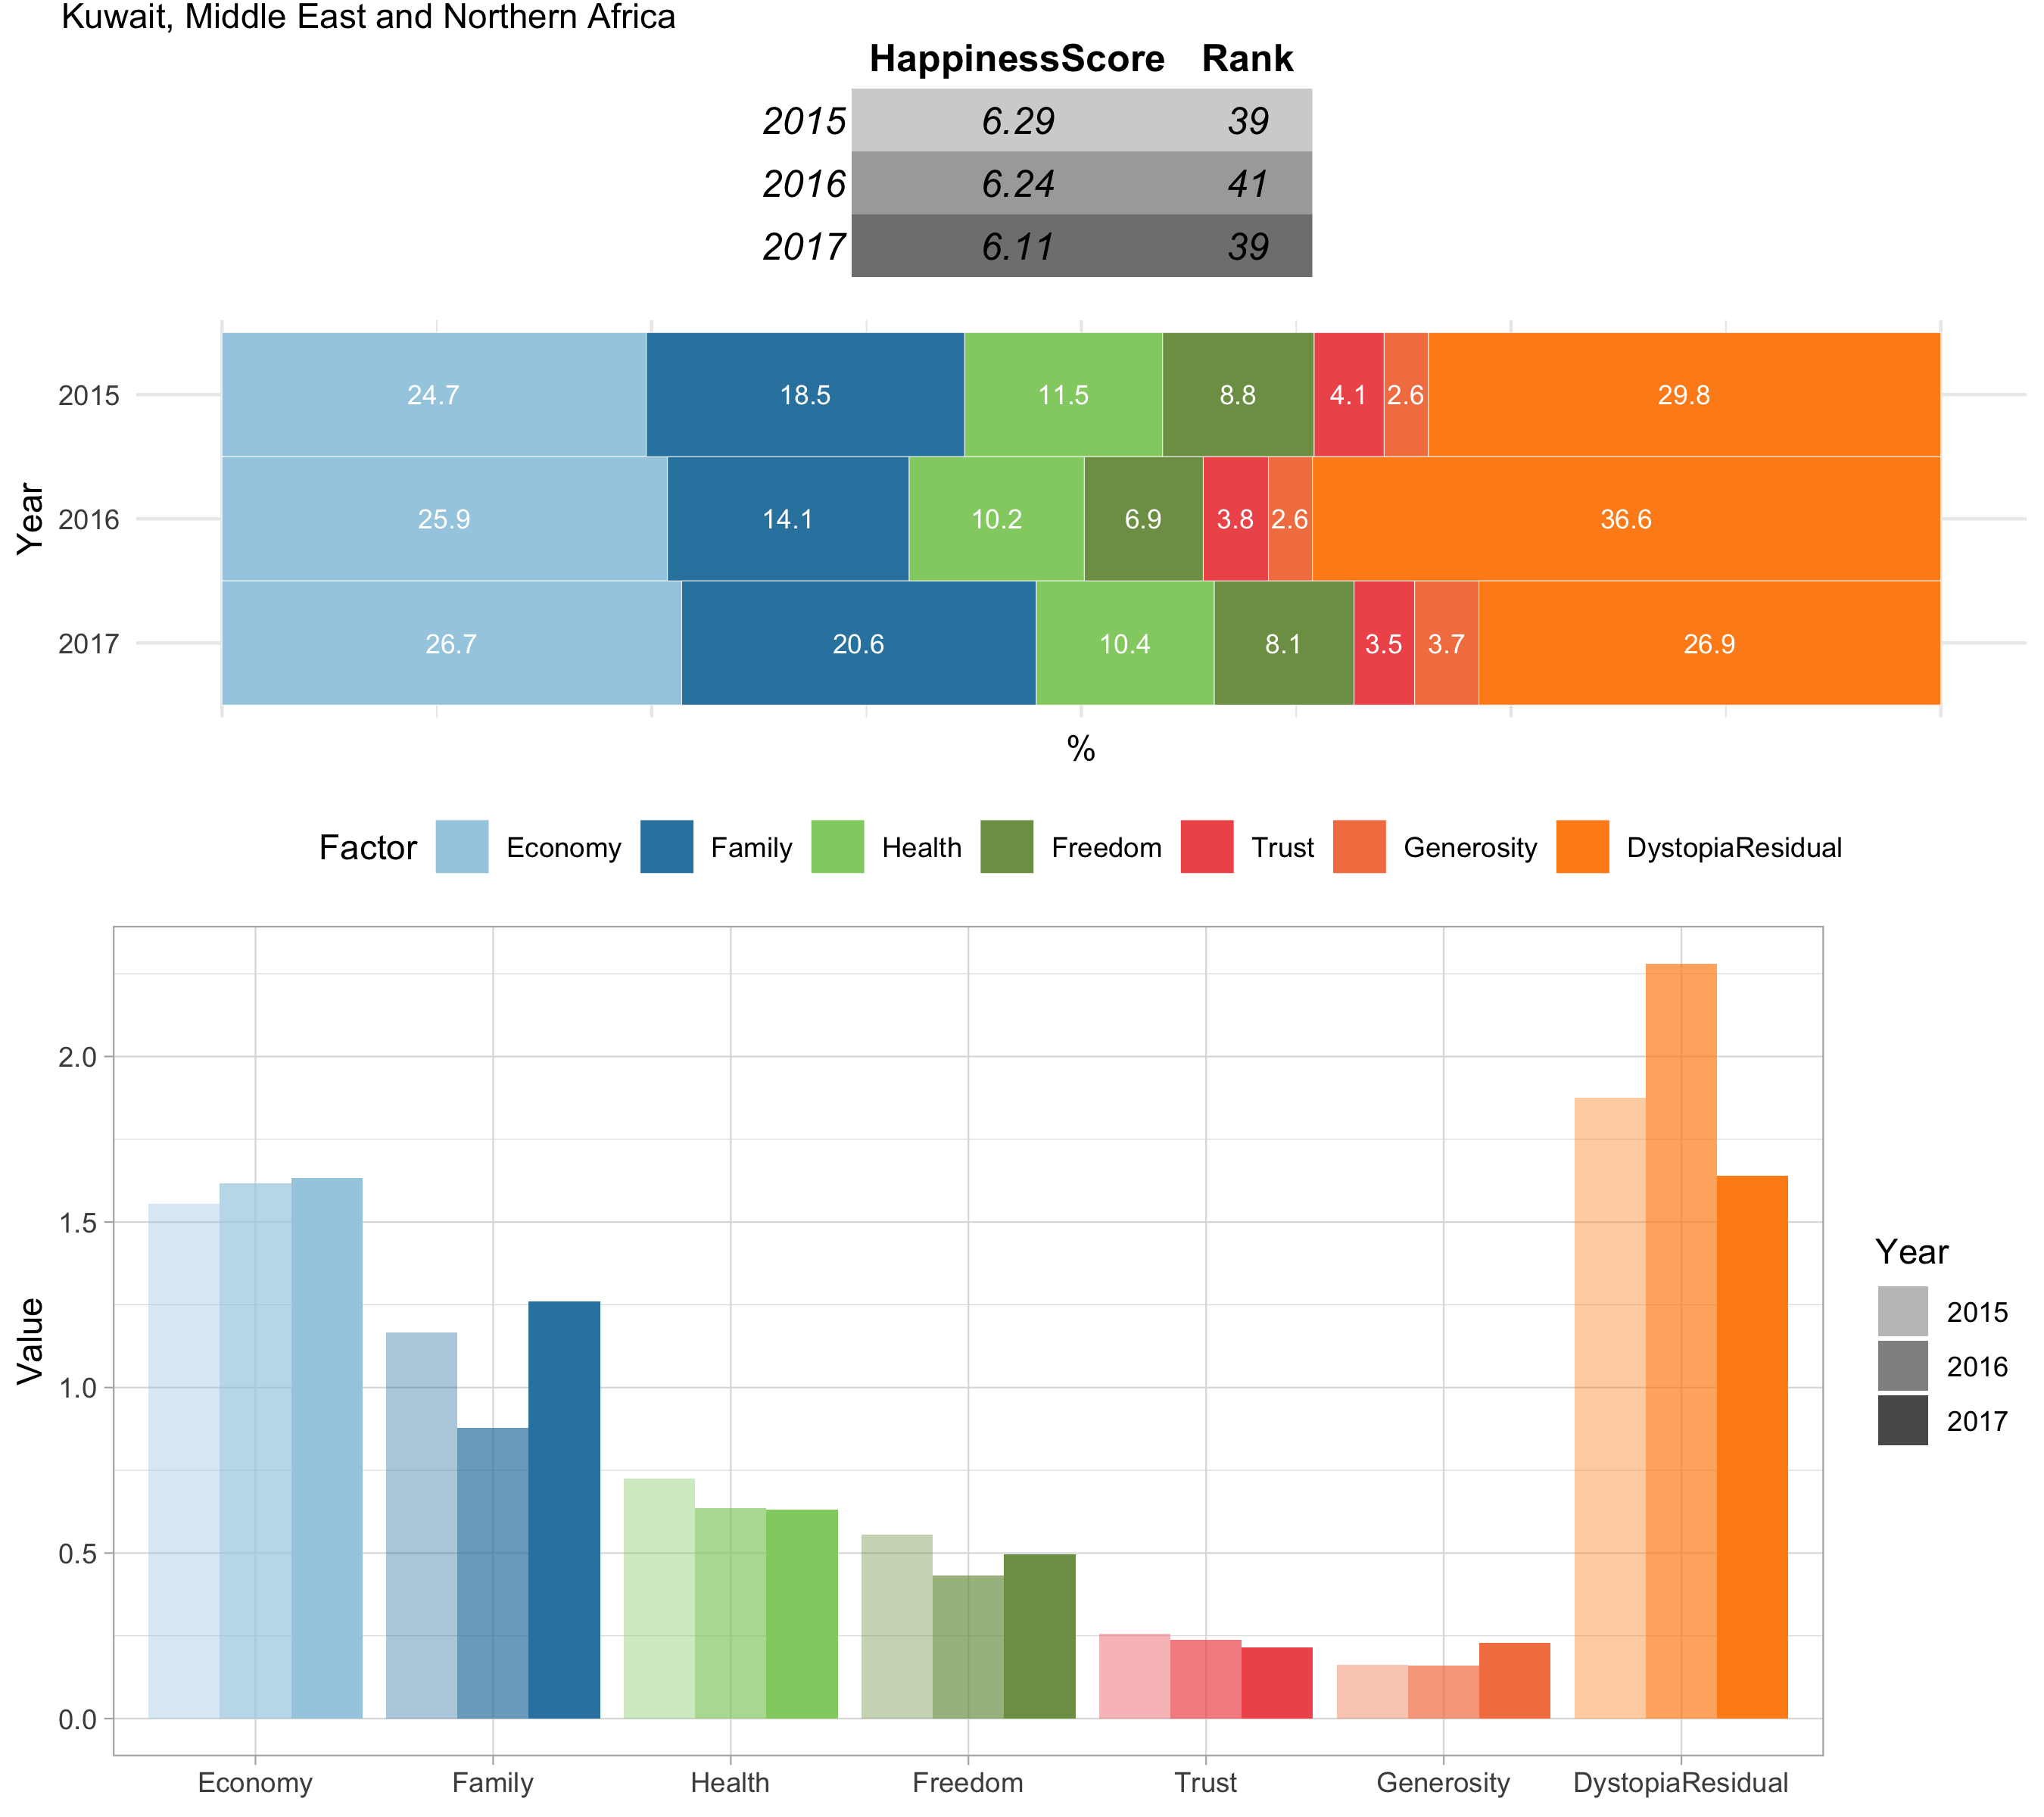 Kuwait, Middle East and Northern Africa
HappinessScore Rank
2015 6.29 39
2016 6.24 41
2017 6.11 39
Year
2015 24.7 18.5 11.5 8.8 4.1 2.6 29.8
2016 25.9 14.1 10.2 6.9 3.8 2.6 36.6
2017 26.7 20.6 10.4 8.1 3.5 3.7 26.9
%
Factor Economy Family Health Freedom Trust Generosity DystopiaResidual
Value
2.0
1.5
1.0
0.5
0.0
Economy Family Health Freedom Trust Generosity DystopiaResidual
Year
2015
2016
2017